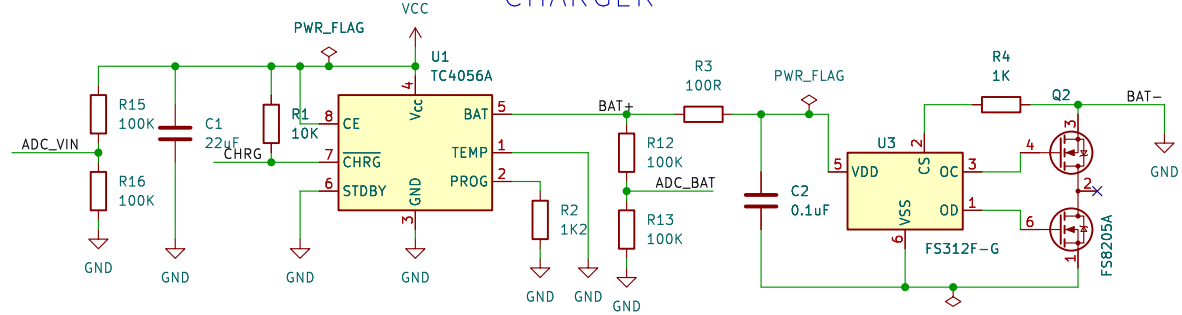 CHARGER
VCC
PWR_FLAG
U1
TC4056A
R15
100K
C1
22uF
R1
10K
ADC_VIN
CHRG
R16
100K
GND
GND
GND
GND
4
Vcc
8
CE
7
CHRG
6
STDBY
GND
3
BAT
5
TEMP
1
PROG
2
R2
1K2
GND
GND
BAT+
R12
100K
ADC_BAT
R13
100K
GND
R3
100R
PWR_FLAG
C2
0.1uF
U3
5
VDD
2
CS
OC
3
OD
1
VSS
6
FS312F-G
R4
1K
Q2
BAT-
3
4
2
6
1
FS8205A
GND